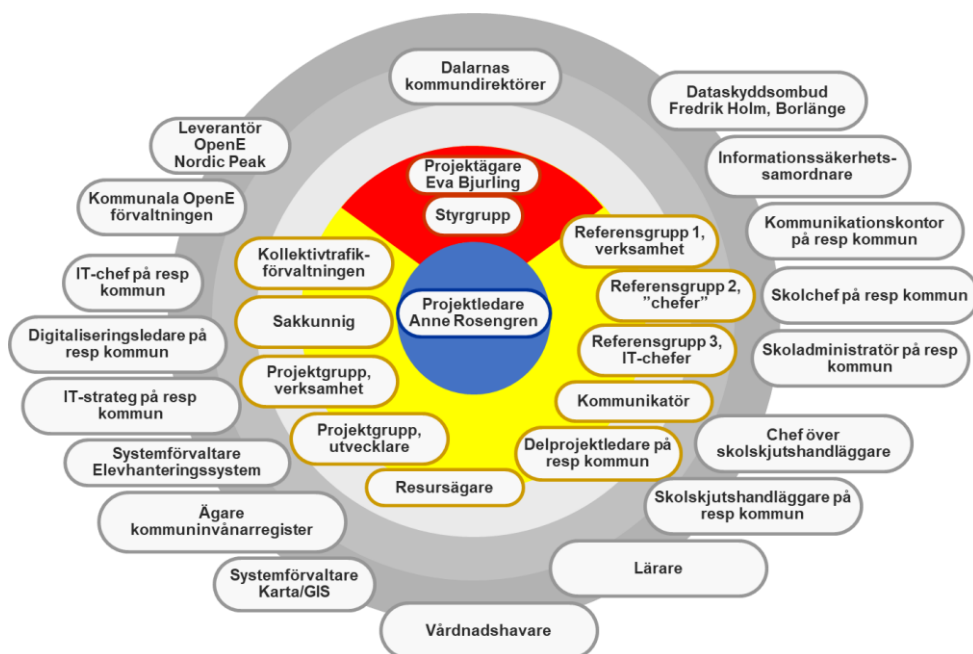 Dalarnas
kommundirektörer
Dataskyddsombud
Fredrik Holm, Borlänge
Leverantör
OpenE
Nordic Peak
Informationssäkerhets-
samordnare
Projektägare
Eva Bjurling
Kommunala OpenE
förvaltningen
Styrgrupp
Referensgrupp 1,
verksamhet
Kommunikationskontor
på resp kommun
Kollektivtrafik-
förvaltningen
IT-chef på resp
kommun
Referensgrupp 2,
”chefer”
Skolchef på resp kommun
Projektledare
Anne Rosengren
Sakkunnig
Digitaliseringsledare på
resp kommun
Referensgrupp 3,
IT-chefer
Skoladministratör på resp
kommun
Projektgrupp,
verksamhet
IT-strateg på resp
kommun
Kommunikatör
Projektgrupp,
utvecklare
Delprojektledare på
resp kommun
Chef över
skolskjutshandläggare
Systemförvaltare
Elevhanteringssystem
Resursägare
Skolskjutshandläggare på
resp kommun
Ägare
kommuninvånarregister
Lärare
Systemförvaltare
Karta/GIS
Vårdnadshavare